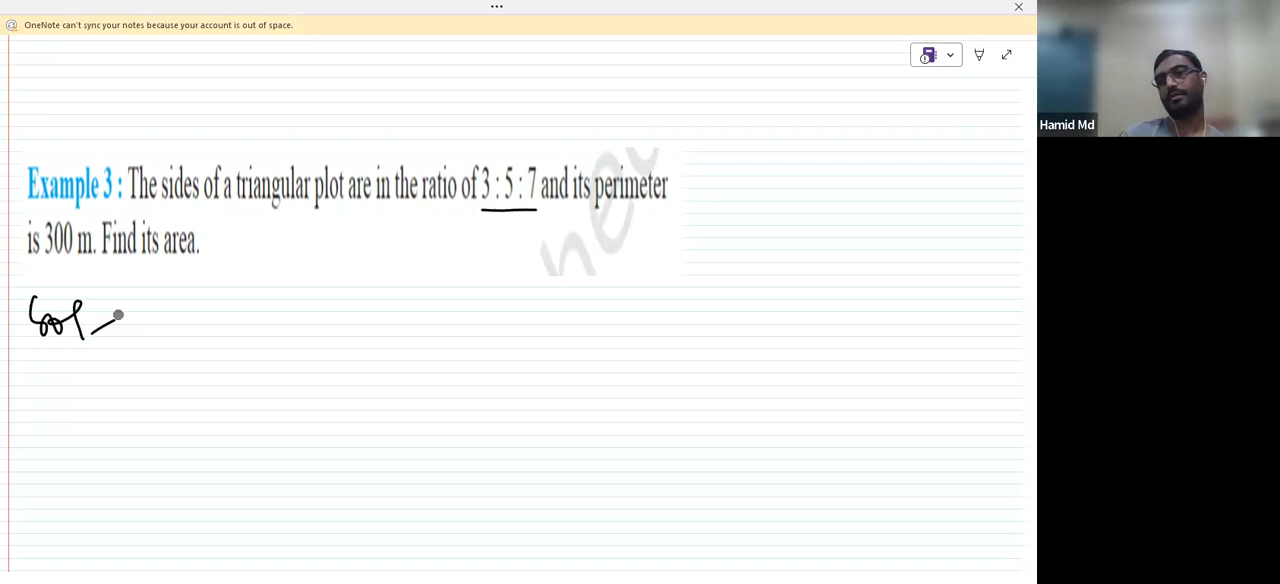 OneNote can't sync your notes because your account is out of space.
Example 3 : The sides of a triangular plot are in the ratio of 3 : 5 : 7 and its perimeter
is 300 m. Find its area.
Sol
Hamid Md